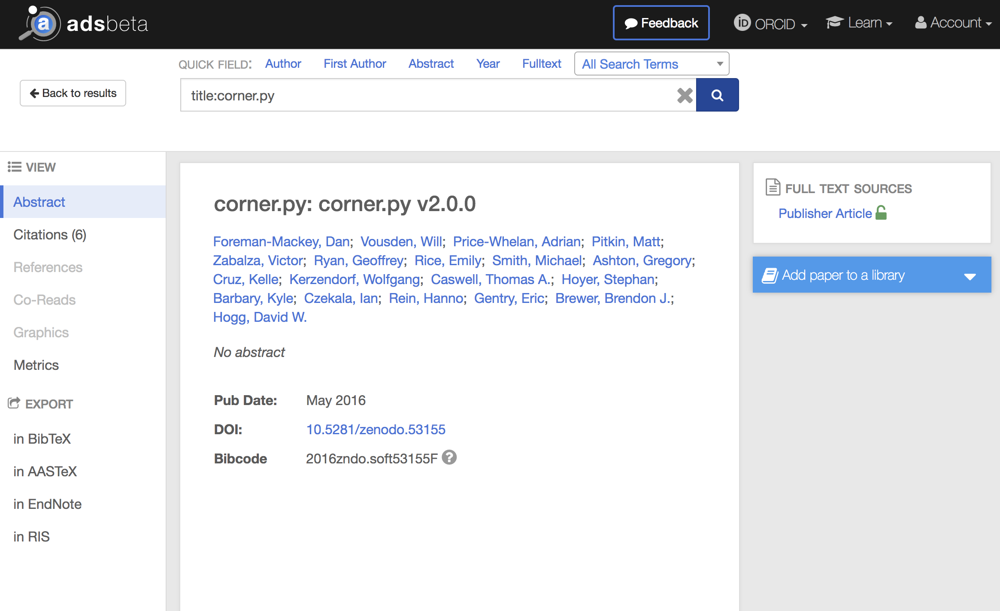 a adsbeta
Feedback
iD ORCID
Learn
Account
QUICK FIELD: Author First Author Abstract Year Fulltext All Search Terms
Back to results
title:corner.py
VIEW
Abstract
Citations (6)
References
Co-Reads
Graphics
Metrics
EXPORT
in BibTeX
in AASTeX
in EndNote
in RIS
corner.py: corner.py v2.0.0
Foreman-Mackey, Dan; Vousden, Will; Price-Whelan, Adrian; Pitkin, Matt;
Zabalza, Victor; Ryan, Geoffrey; Rice, Emily; Smith, Michael; Ashton, Gregory;
Cruz, Kelle; Kerzendorf, Wolfgang; Caswell, Thomas A.; Hoyer, Stephan;
Barbary, Kyle; Czekala, Ian; Rein, Hanno; Gentry, Eric; Brewer, Brendon J.;
Hogg, David W.
No abstract
Pub Date: May 2016
DOI: 10.5281/zenodo.53155
Bibcode 2016zndo.soft53155F ?
FULL TEXT SOURCES
Publisher Article
Add paper to a library